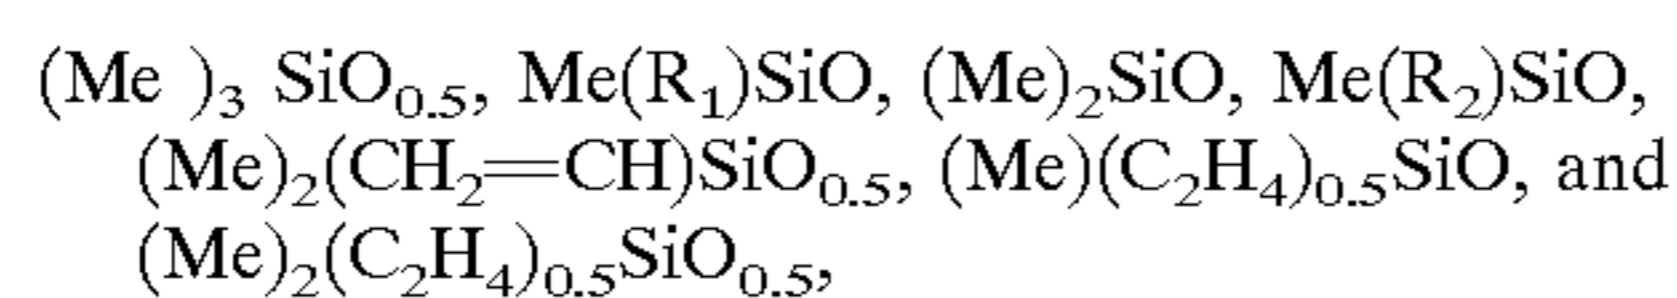 (Me )₃ SiO₀.₅, Me(R₁)SiO, (Me)₂SiO, Me(R₂)SiO,
(Me)₂(CH₂═CH)SiO₀.₅, (Me)(C₂H₄)₀.₅SiO, and
(Me)₂(C₂H₄)₀.₅SiO₀.₅,